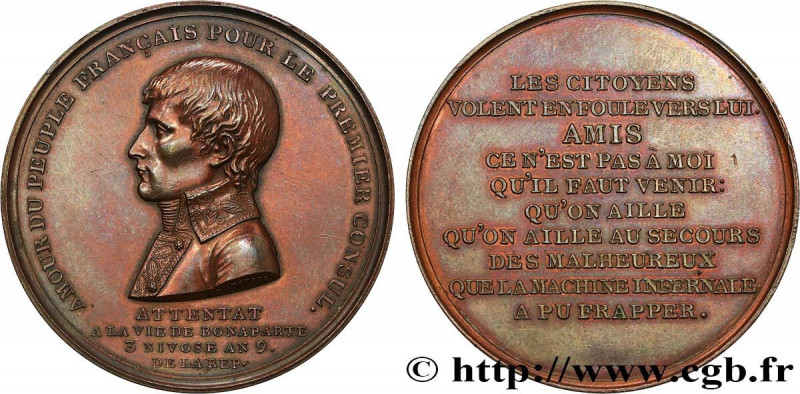 AMOUR DU PEUPLE FRANÇAIS POUR LE PREMIER CONSUL.
ATTENTAT
A LA VIE DE BONAPARTE
3 NIVOSE AN 9.
DE LA REP.
LES CITOYENS
VOLENT EN FOULE VERS LUI.
AMIS
CE N'EST PAS À MOI
QU'IL FAUT VENIR:
QU'ON AILLE
QU'ON AILLE AU SECOURS
DES MALHEUREUX
QUE LA MACHINE INFERNALE
A PU FRAPPER.
© http://www.cgb.fr